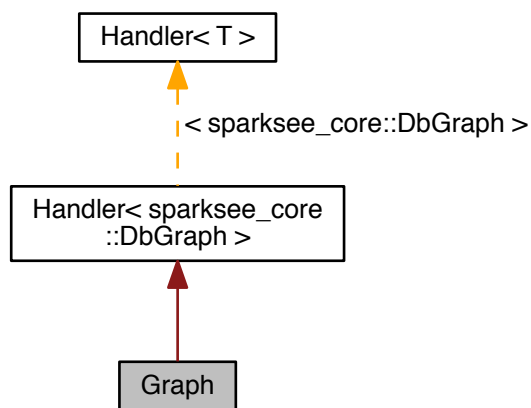 Handler< T >
< sparksee_core::DbGraph >
Handler< sparksee_core
::DbGraph >
Graph